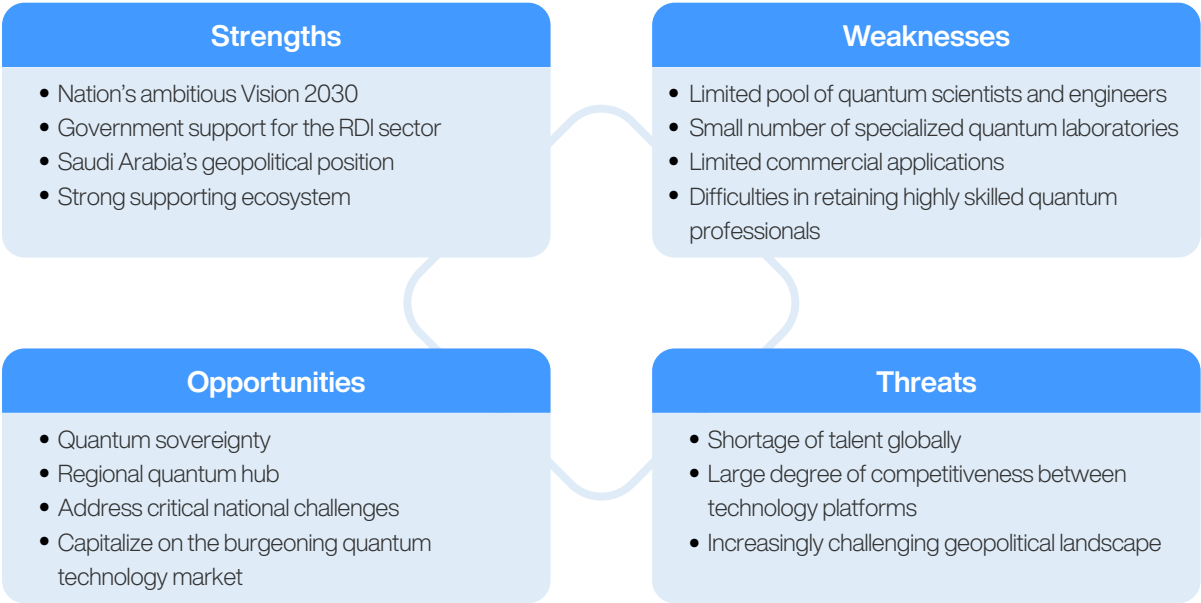 Strengths
• Nation’s ambitious Vision 2030
• Government support for the RDI sector
• Saudi Arabia’s geopolitical position
• Strong supporting ecosystem
Weaknesses
• Limited pool of quantum scientists and engineers
• Small number of specialized quantum laboratories
• Limited commercial applications
• Difficulties in retaining highly skilled quantum
professionals
Opportunities
• Quantum sovereignty
• Regional quantum hub
• Address critical national challenges
• Capitalize on the burgeoning quantum
technology market
Threats
• Shortage of talent globally
• Large degree of competitiveness between
technology platforms
• Increasingly challenging geopolitical landscape